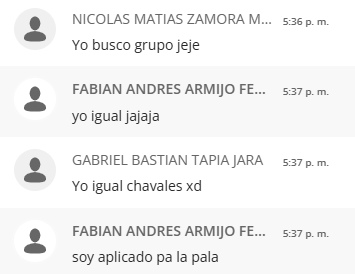 NICOLAS MATIAS ZAMORA M... 5:36 p. m.
Yo busco grupo jeje
FABIAN ANDRES ARMIJO FE... 5:37 p. m.
yo igual jajaja
GABRIEL BASTIAN TAPIA JARA 5:37 p. m.
Yo igual chavales xd
FABIAN ANDRES ARMIJO FE... 5:37 p. m.
soy aplicado pa la pala